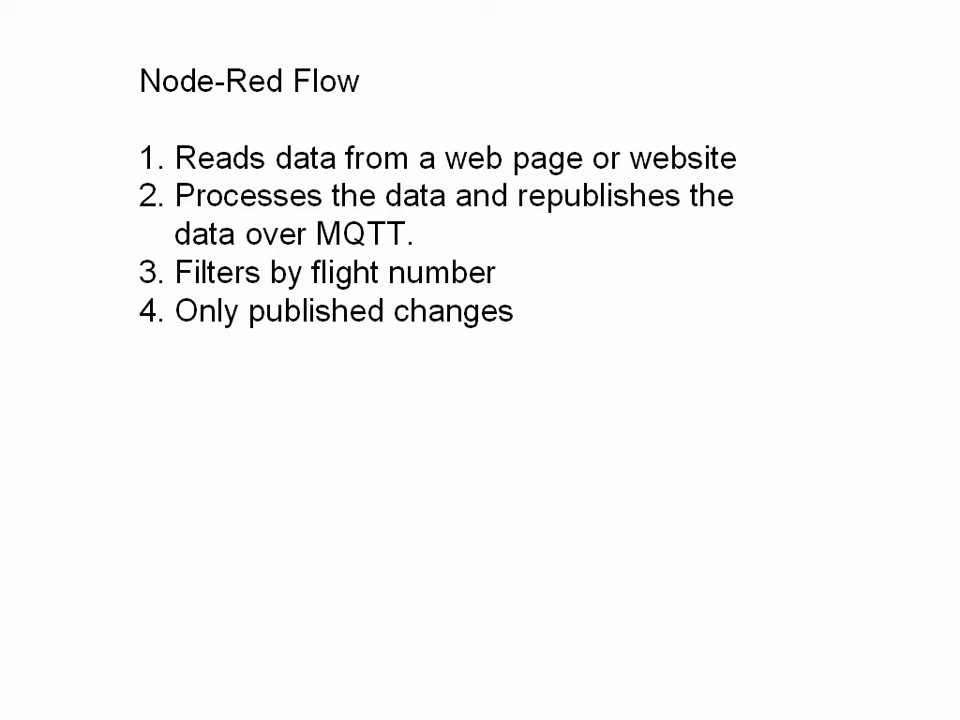 Node-Red Flow
1. Reads data from a web page or website
2. Processes the data and republishes the
data over MQTT.
3. Filters by flight number
4. Only published changes